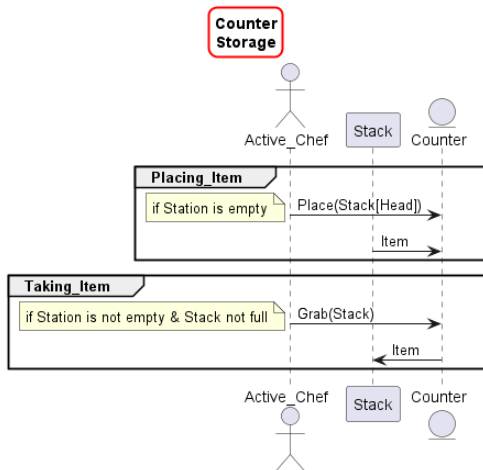 Counter
Storage
Active_Chef
Stack
Counter
Placing_Item
if Station is empty
Place(Stack[Head])
Item
Taking_Item
if Station is not empty & Stack not full
Grab(Stack)
Item
Active_Chef
Stack
Counter